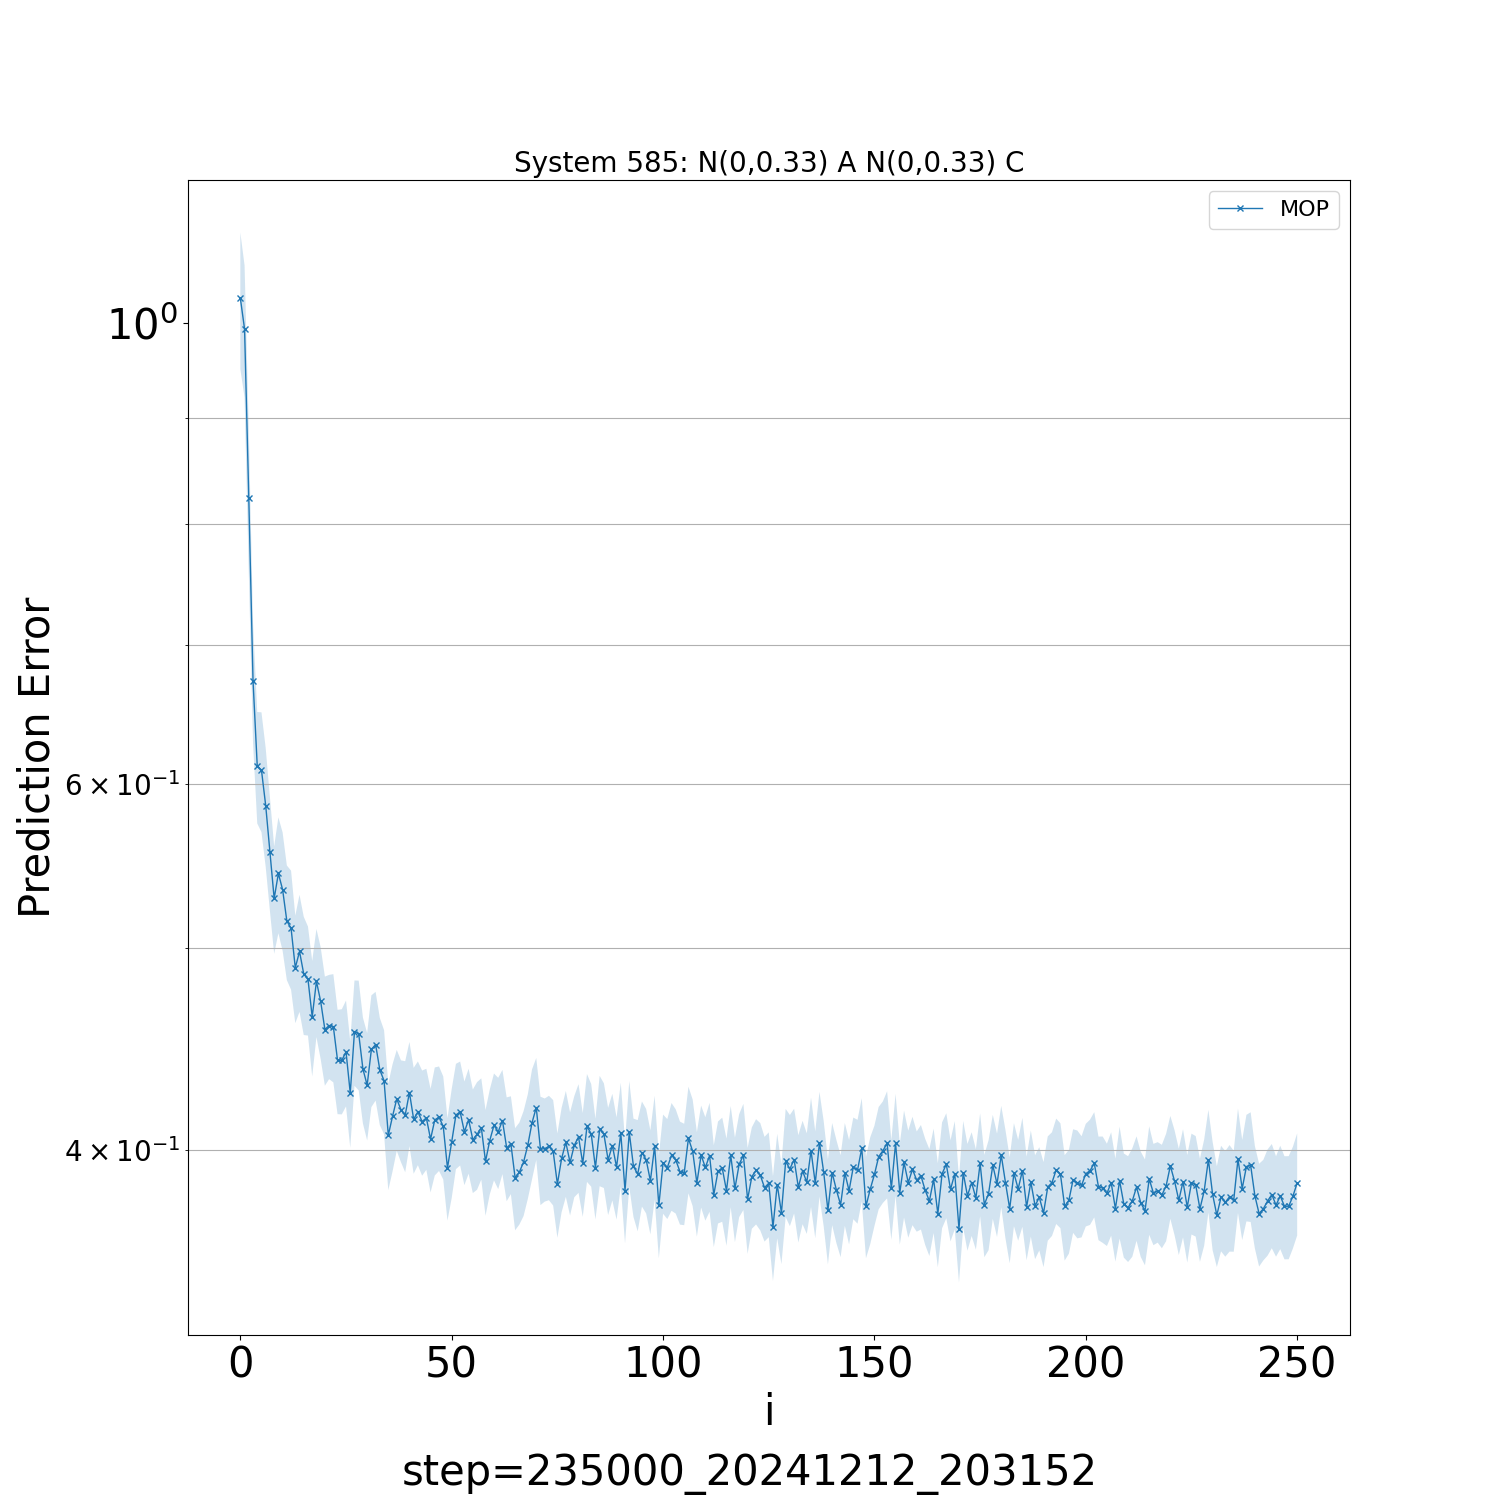 System 585: N(0,0.33) A N(0,0.33) C
MOP
10⁰
6 × 10⁻¹
4 × 10⁻¹
Prediction Error
0 50 100 150 200 250
i
step=235000_20241212_203152